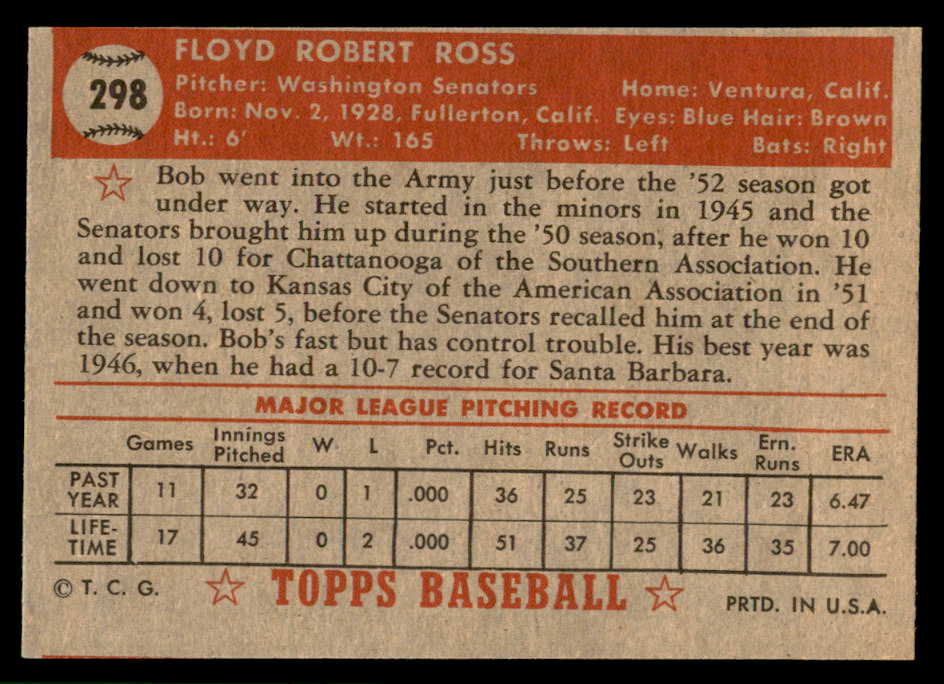 298
FLOYD ROBERT ROSS
Pitcher: Washington Senators Home: Ventura, Calif.
Born: Nov. 2, 1928, Fullerton, Calif. Eyes: Blue Hair: Brown
Ht.: 6' Wt.: 165 Throws: Left Bats: Right
Bob went into the Army just before the '52 season got
under way. He started in the minors in 1945 and the
Senators brought him up during the '50 season, after he won 10
and lost 10 for Chattanooga of the Southern Association. He
went down to Kansas City of the American Association in '51
and won 4, lost 5, before the Senators recalled him at the end of
the season. Bob's fast but has control trouble. His best year was
1946, when he had a 10-7 record for Santa Barbara.
MAJOR LEAGUE PITCHING RECORD
Games Innings Pitched W L Pct. Hits Runs Strike Outs Walks Ern. Runs ERA
PAST YEAR 11 32 0 1 .000 36 25 23 21 23 6.47
LIFE-TIME 17 45 0 2 .000 51 37 25 36 35 7.00
© T. C. G. TOPPS BASEBALL PRTD. IN U.S.A.